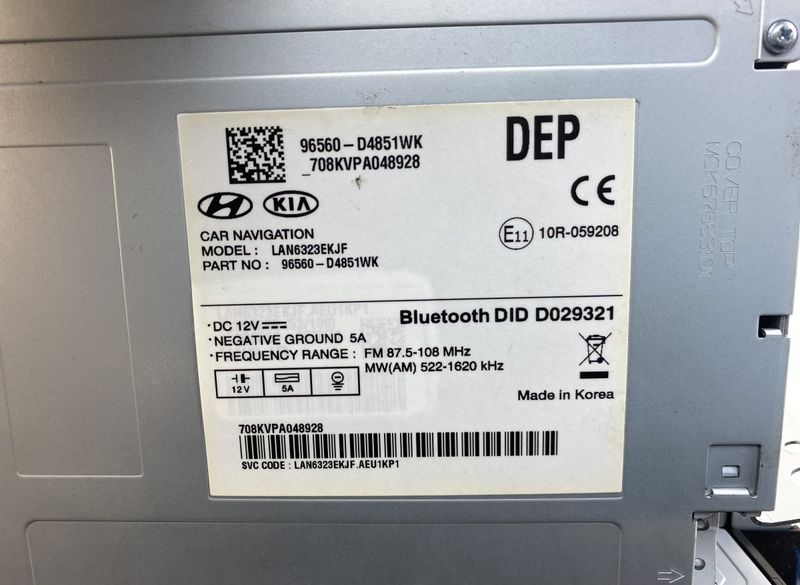 96560-D4851WK
_708KVPA048928
DEP
CE
KIA
CAR NAVIGATION
MODEL : LAN6323EKJF
PART NO : 96560-D4851WK
E11 10R-059208
Bluetooth DID D029321
· DC 12V
· NEGATIVE GROUND 5A
· FREQUENCY RANGE : FM 87.5-108 MHz
MW(AM) 522-1620 kHz
12V
5A
Made in Korea
708KVPA048928
SVC CODE : LAN6323EKJF.AEU1KP1
COVER TOP